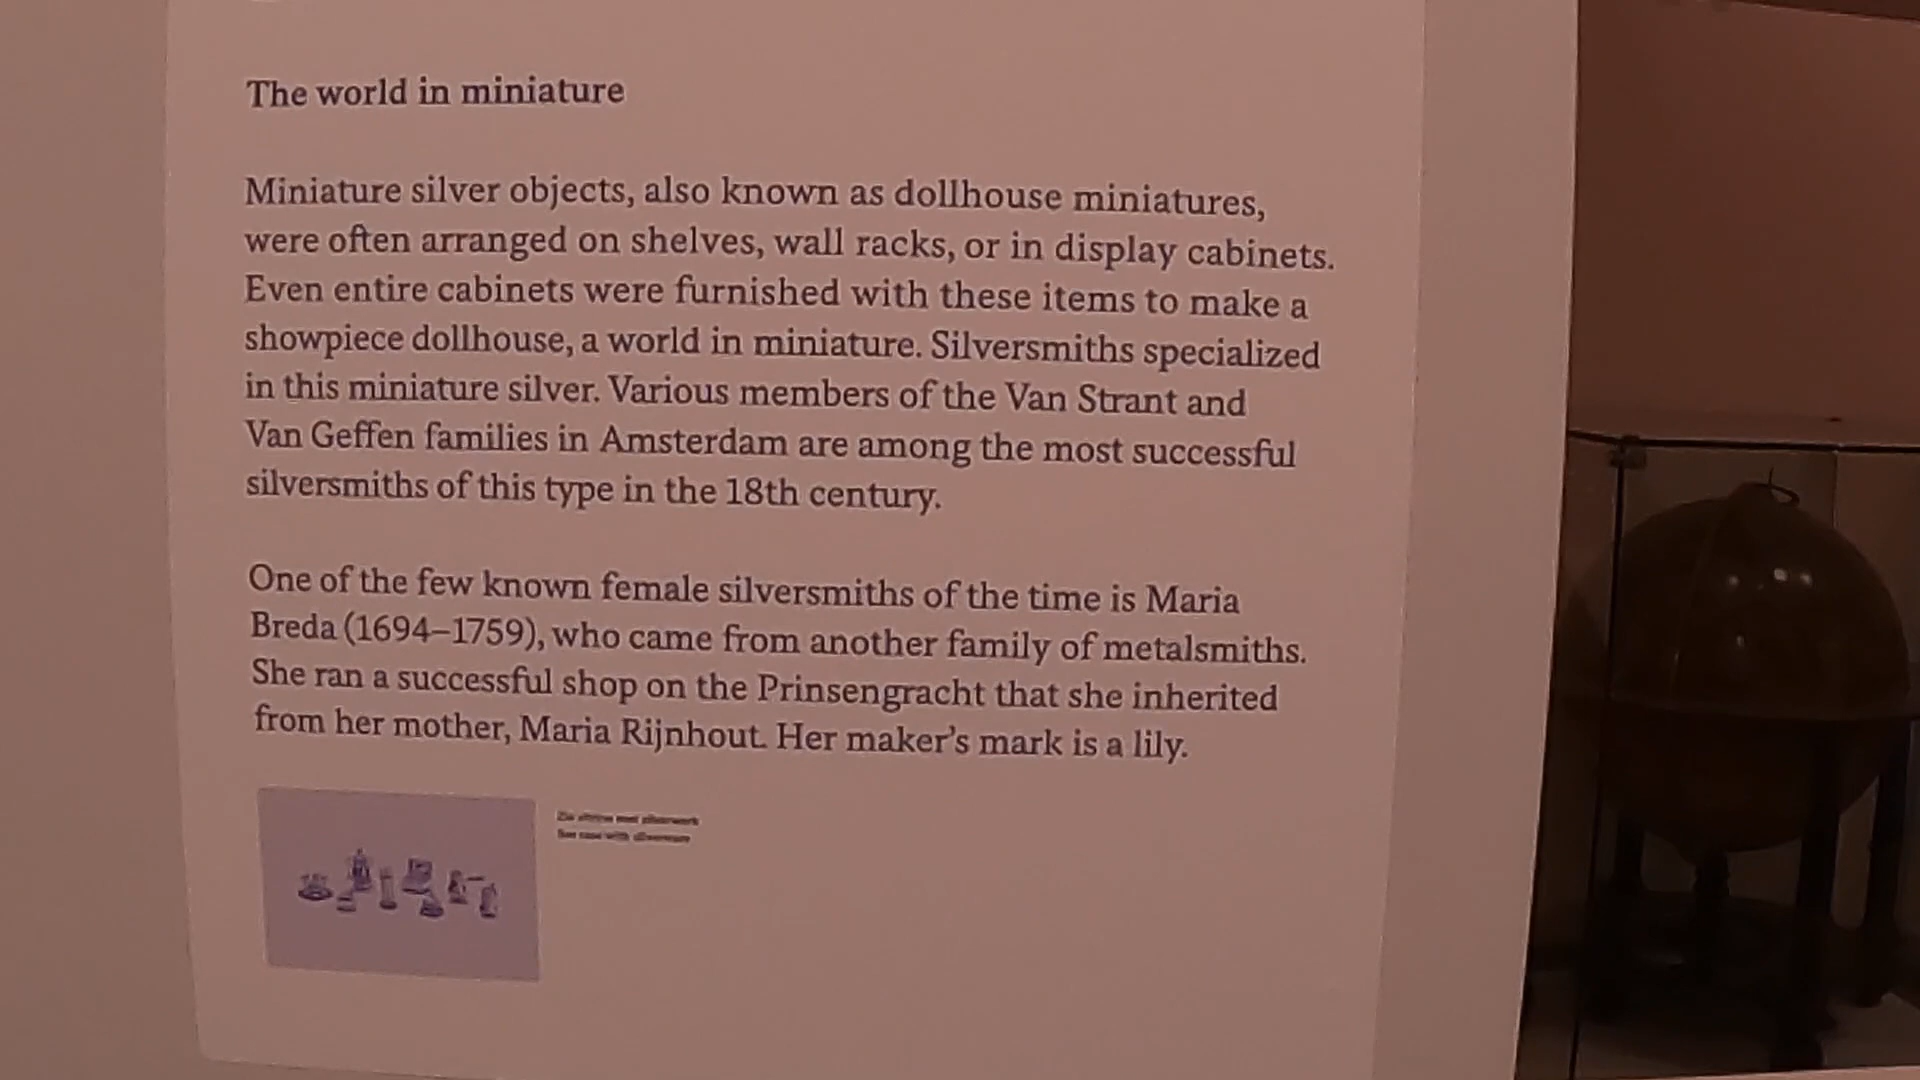 The world in miniature
Miniature silver objects, also known as dollhouse miniatures,
were often arranged on shelves, wall racks, or in display cabinets.
Even entire cabinets were furnished with these items to make a
showpiece dollhouse, a world in miniature. Silversmiths specialized
in this miniature silver. Various members of the Van Strant and
Van Geffen families in Amsterdam are among the most successful
silversmiths of this type in the 18th century.
One of the few known female silversmiths of the time is Maria
Breda (1694–1759), who came from another family of metalsmiths.
She ran a successful shop on the Prinsengracht that she inherited
from her mother, Maria Rijnhout. Her maker's mark is a lily.